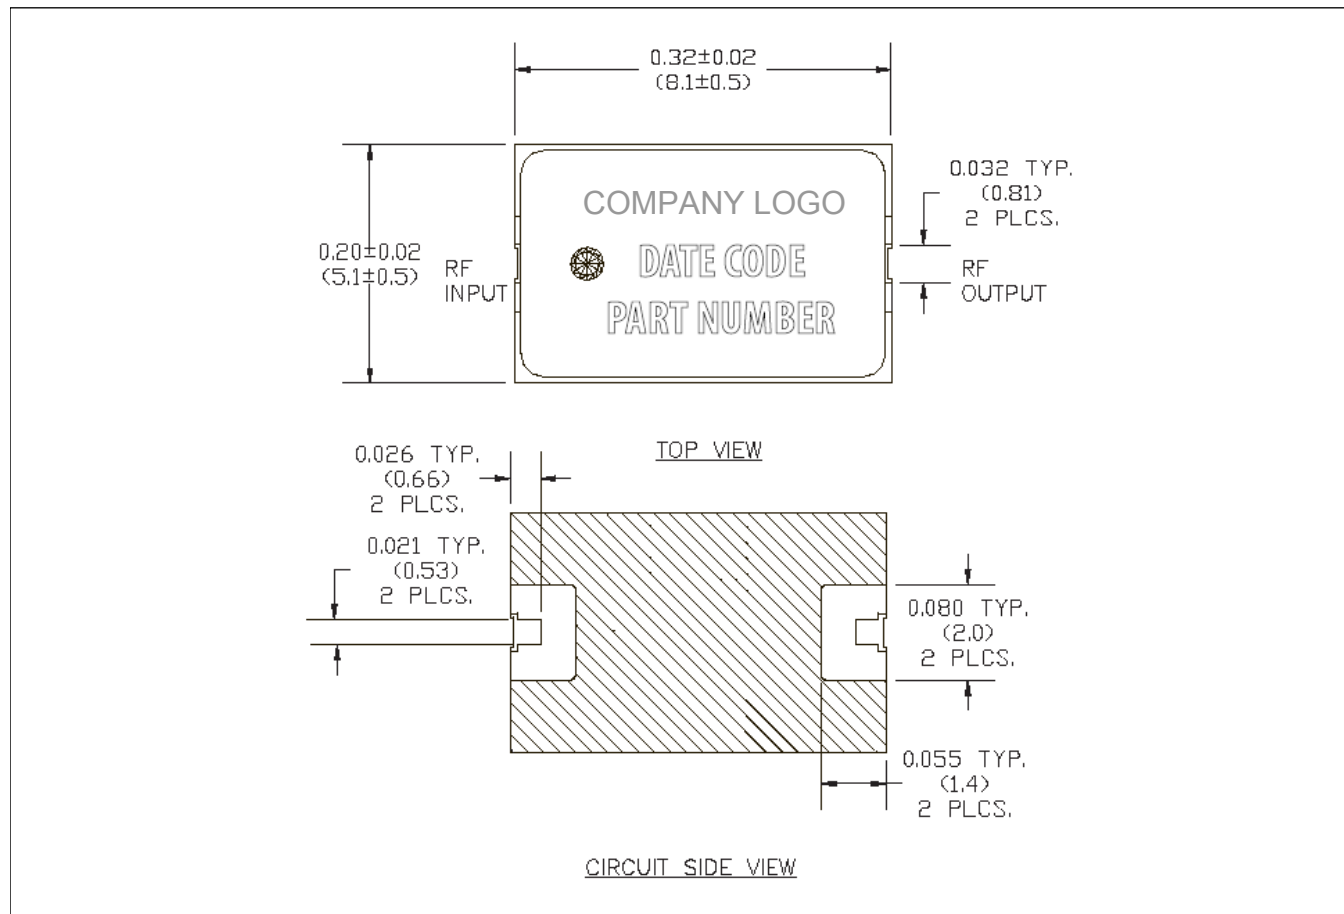 0.32±0.02
(8.1±0.5)
0.032 TYP.
(0.81)
2 PLCS.
COMPANY LOGO
0.20±0.02
(5.1±0.5)
RF
INPUT
DATE CODE
RF
OUTPUT
PART NUMBER
TOP VIEW
0.026 TYP.
(0.66)
2 PLCS.
0.021 TYP.
(0.53)
2 PLCS.
0.080 TYP.
(2.0)
2 PLCS.
0.055 TYP.
(1.4)
2 PLCS.
CIRCUIT SIDE VIEW